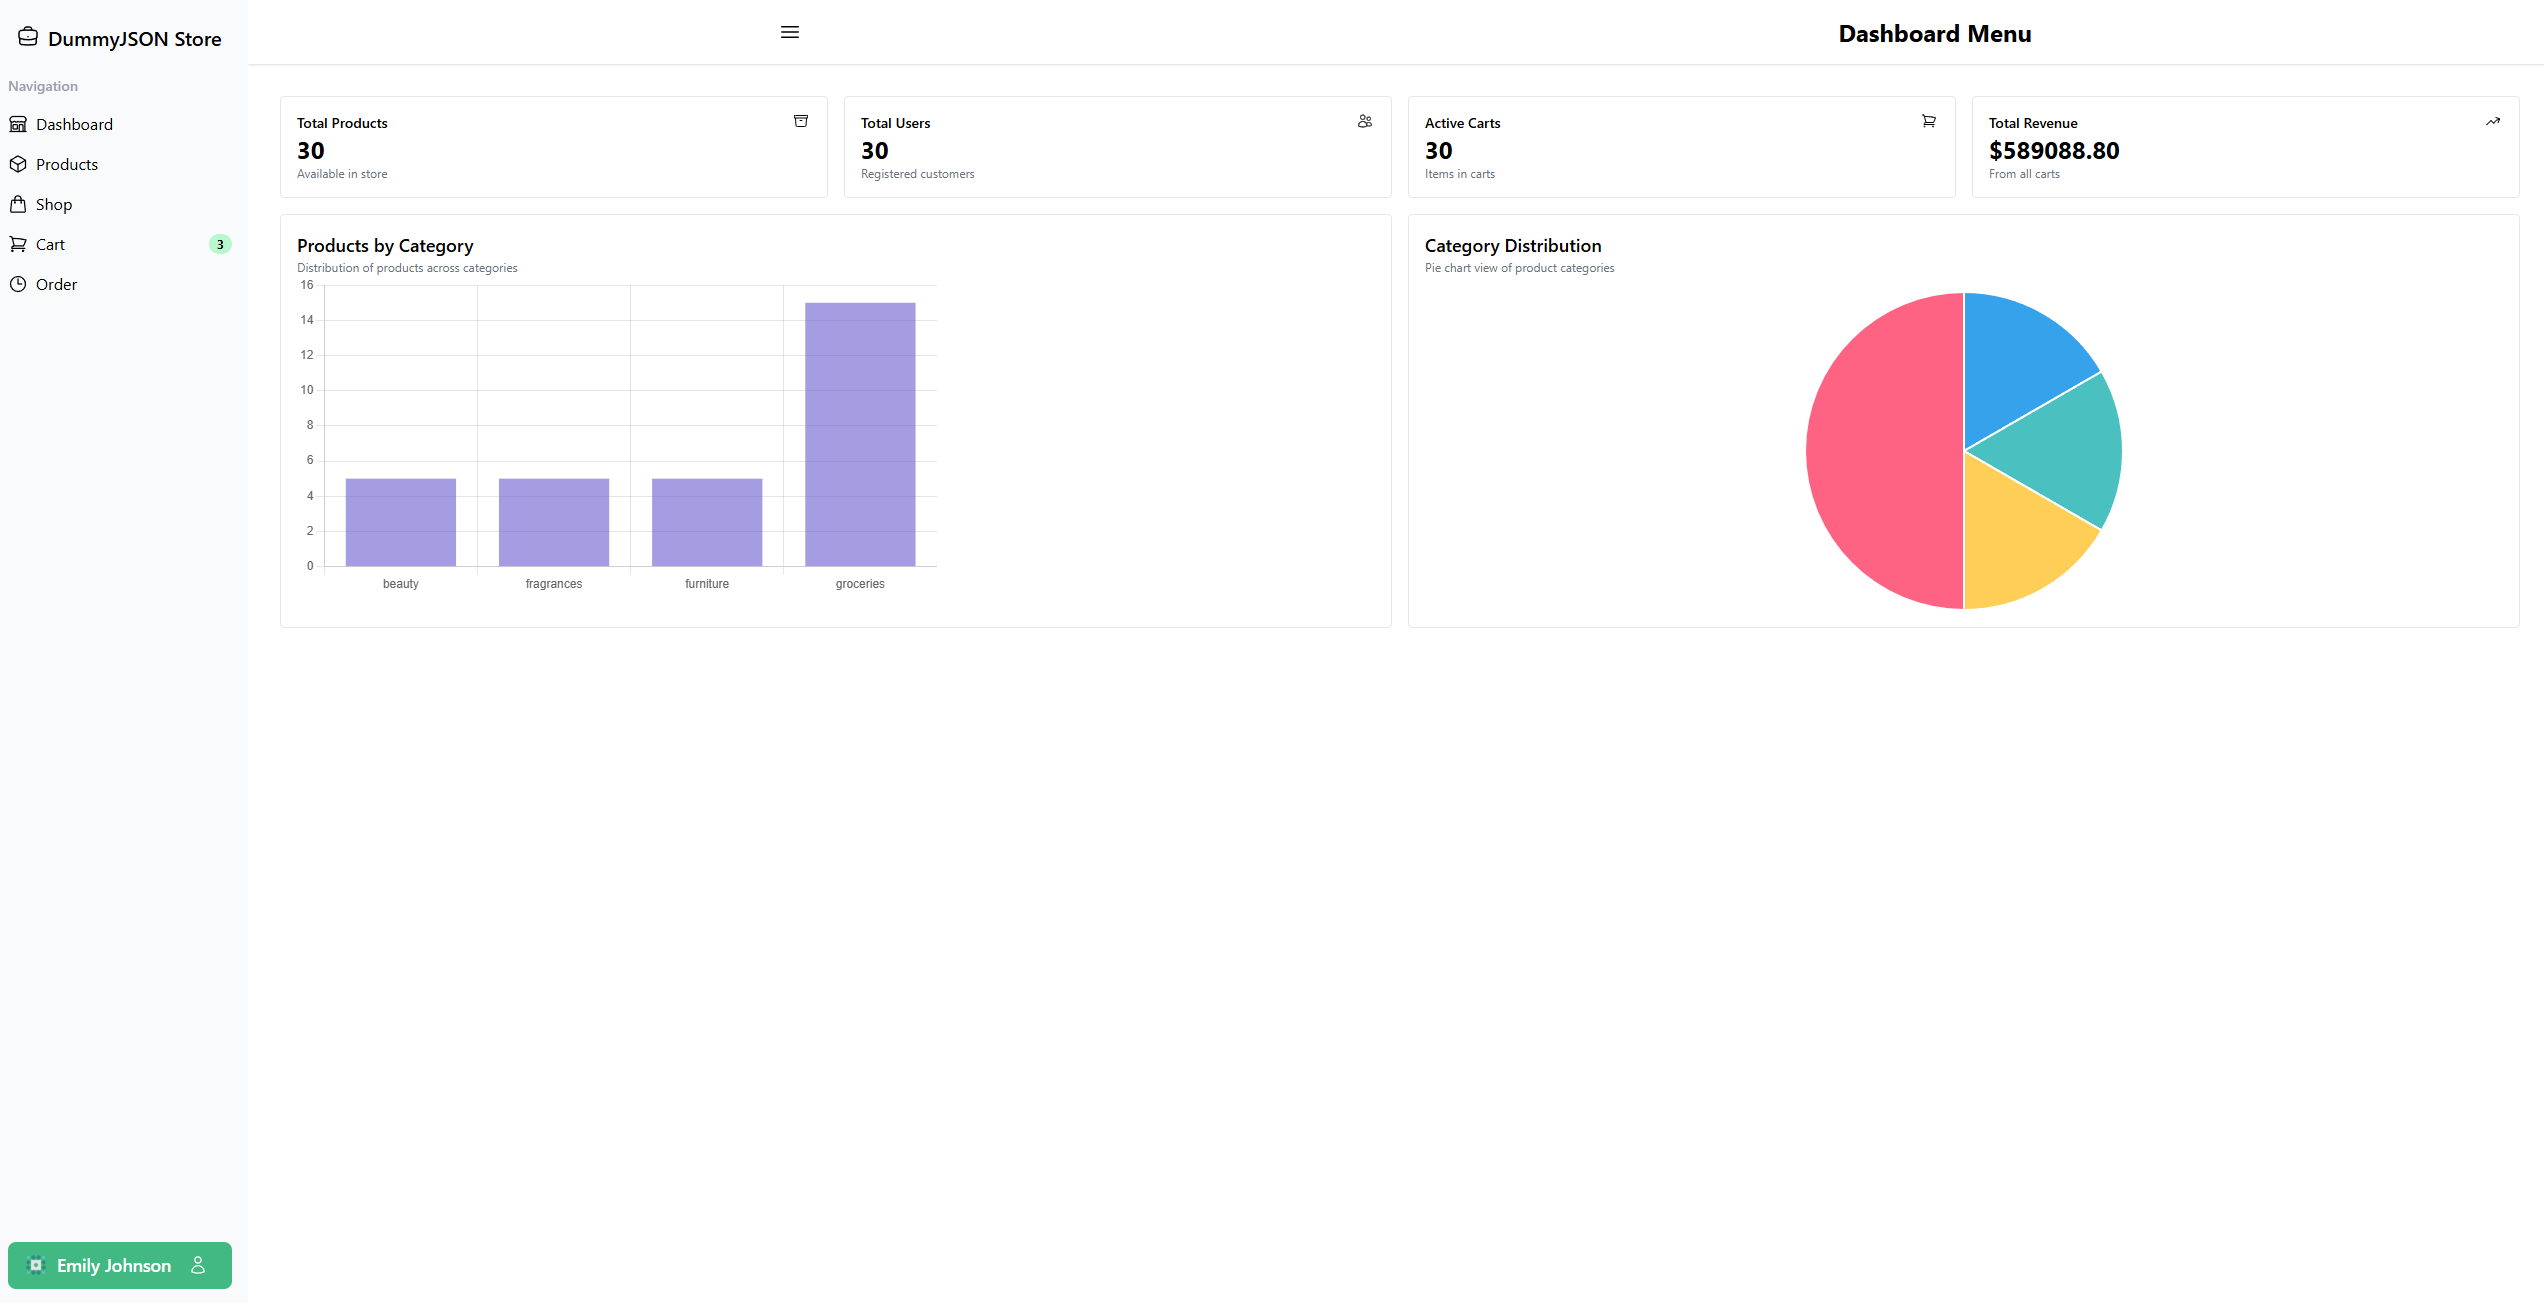 DummyJSON Store
Navigation
Dashboard
Products
Shop
Cart 3
Order
Emily Johnson
Dashboard Menu
Total Products
30
Available in store
Total Users
30
Registered customers
Active Carts
30
Items in carts
Total Revenue
$589088.80
From all carts
Products by Category
Distribution of products across categories
16
14
12
10
8
6
4
2
0
beauty fragrances furniture groceries
Category Distribution
Pie chart view of product categories